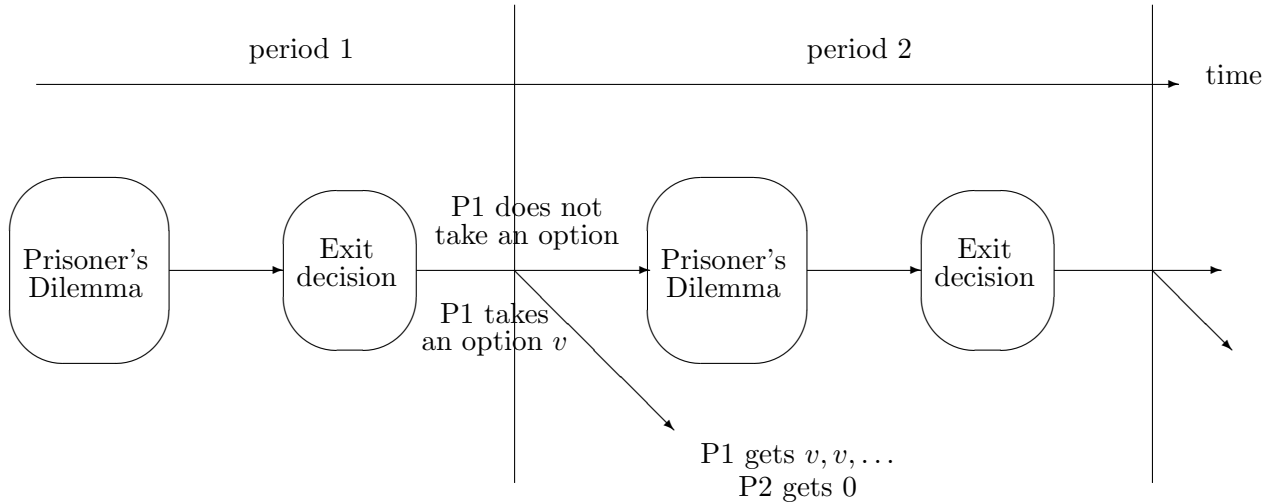 period 1
period 2
time
Prisoner's
Dilemma
Exit
decision
P1 does not
take an option
P1 takes
an option v
Prisoner's
Dilemma
Exit
decision
P1 gets v, v, . . .
P2 gets 0